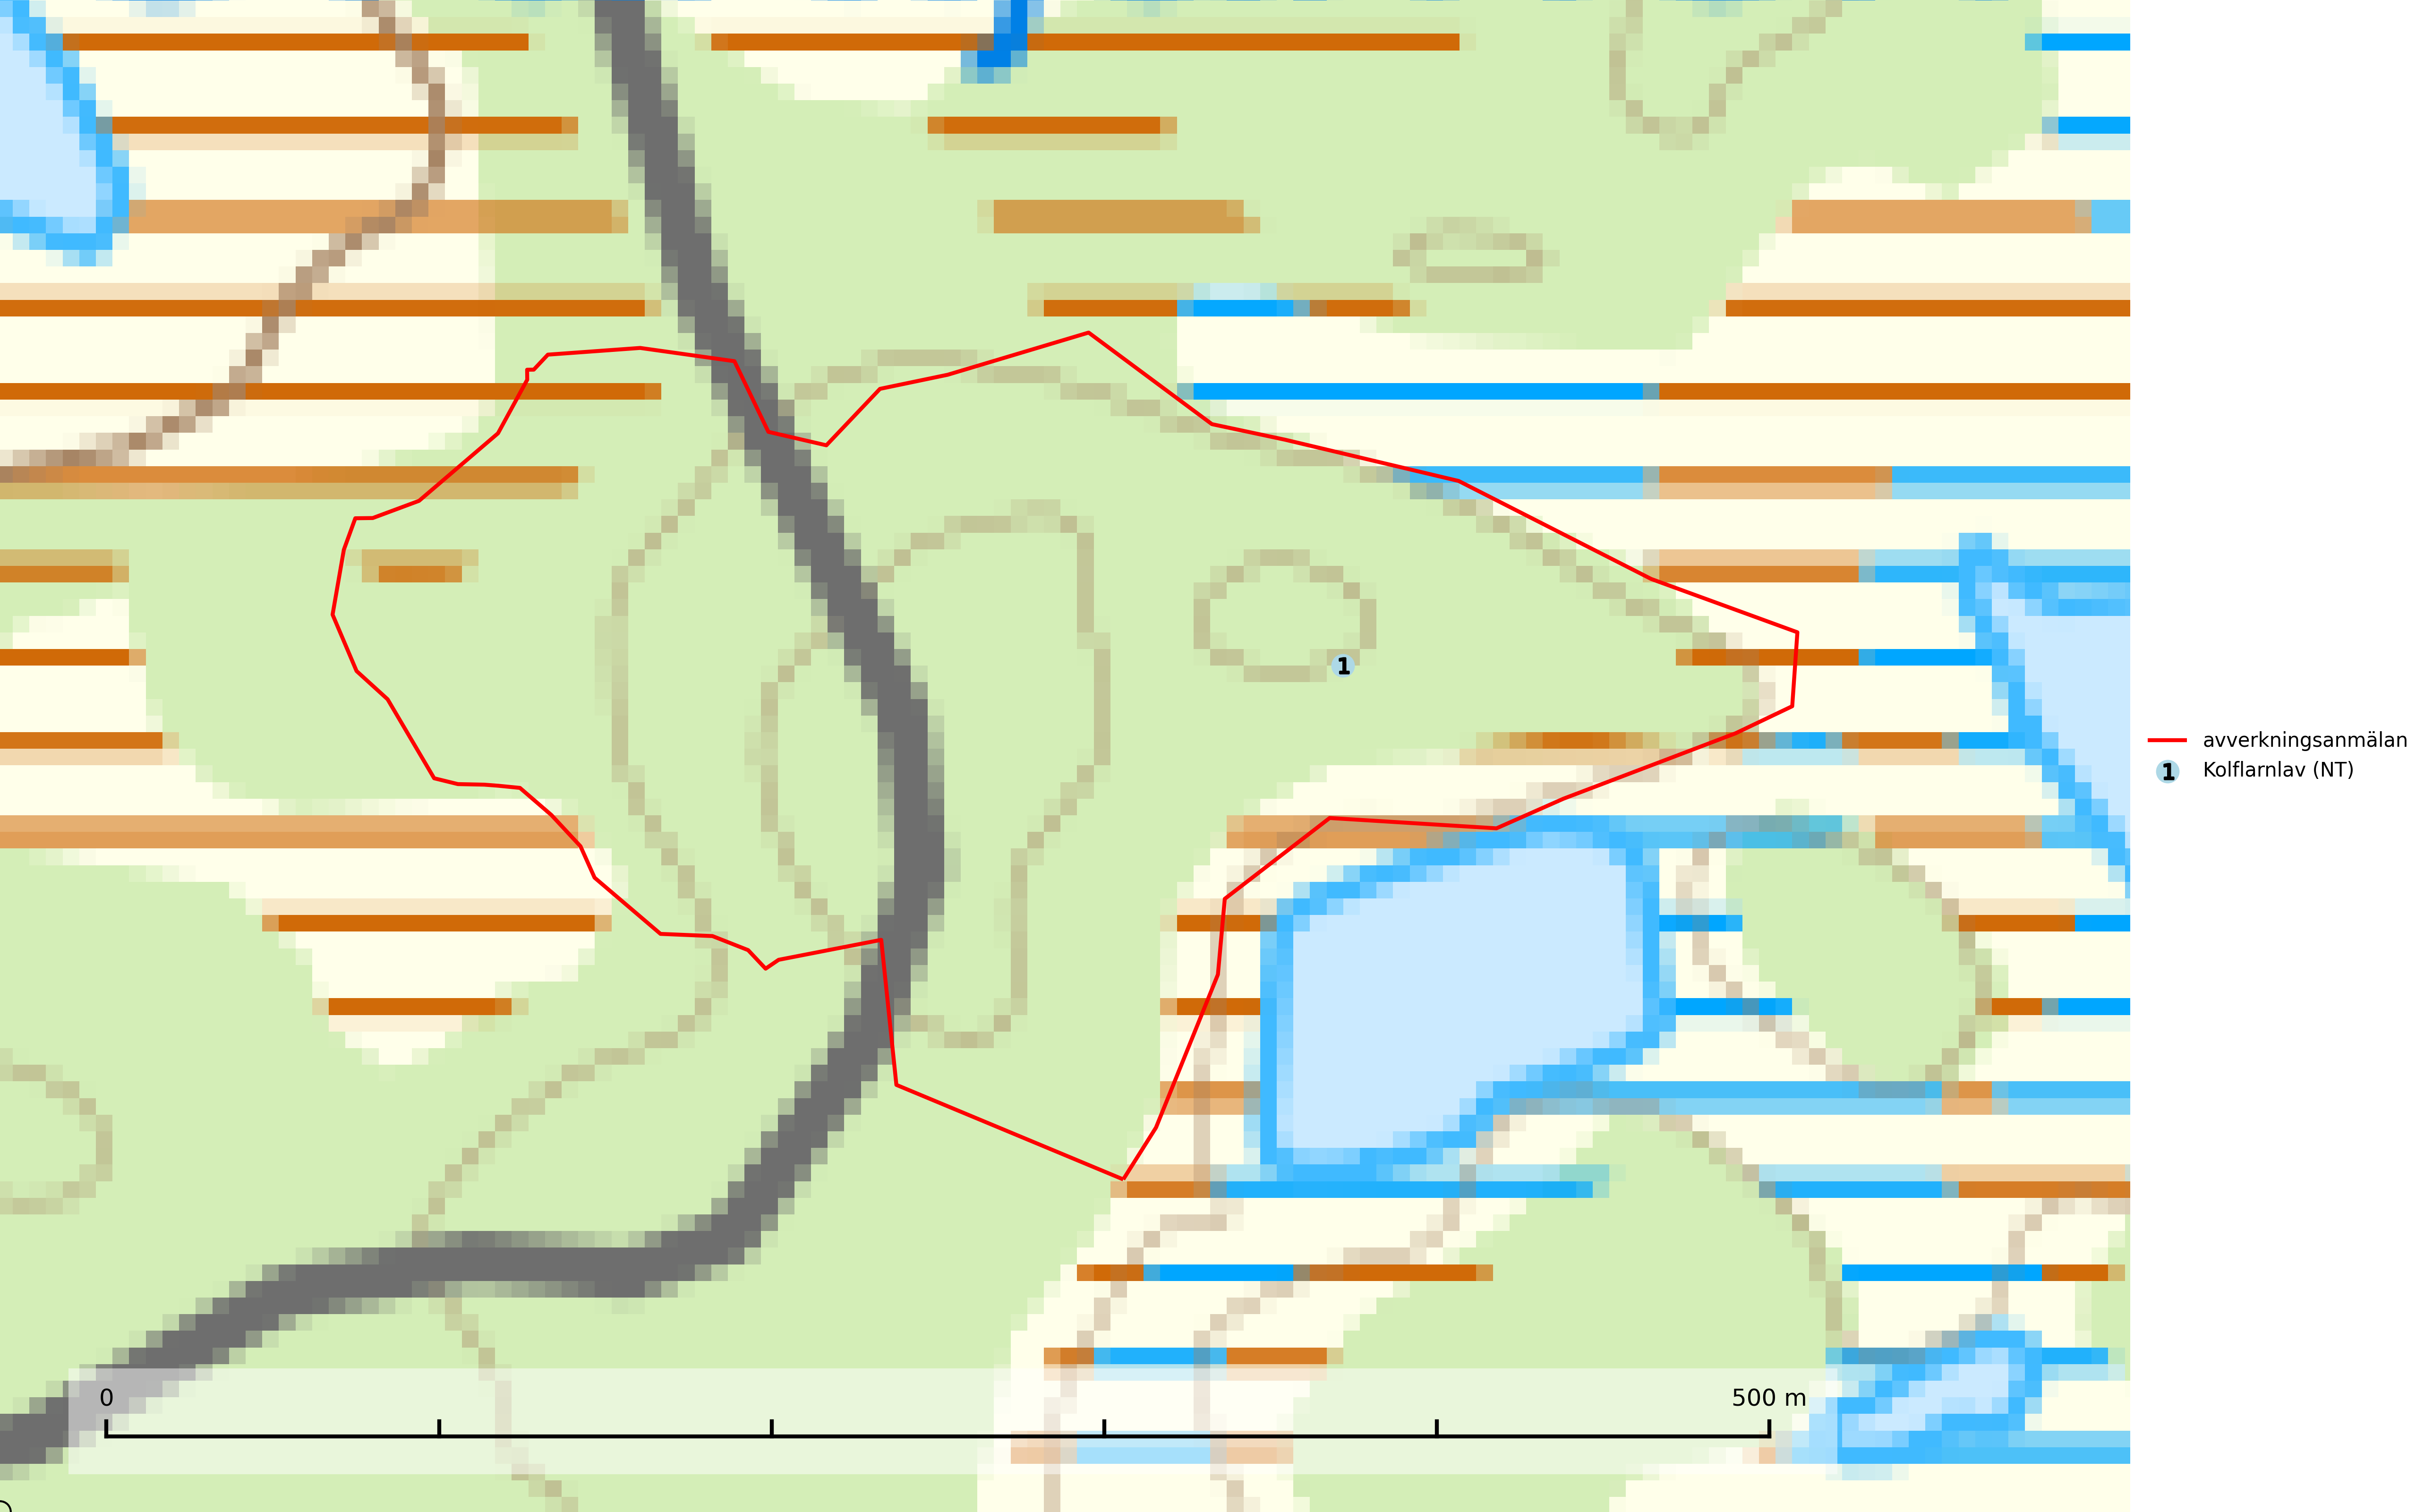 1
avverkningsanmälan
1 Kolflarnlav (NT)
0 500 m